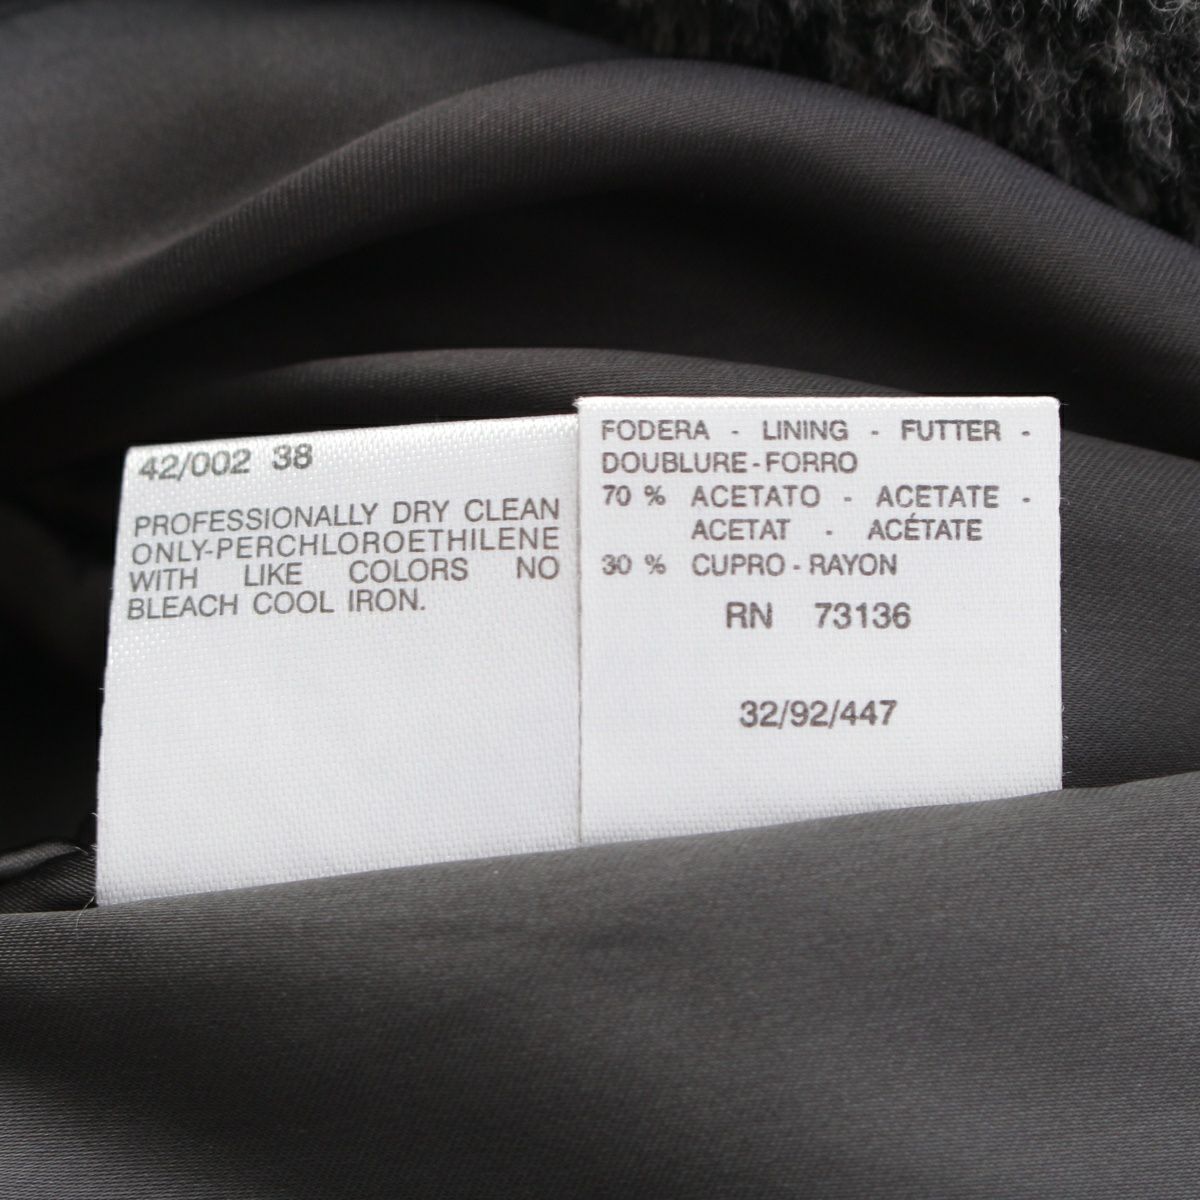 42/002 38
PROFESSIONALLY DRY CLEAN
ONLY-PERCHLOROETHILENE
WITH LIKE COLORS NO
BLEACH COOL IRON.
FODERA - LINING - FUTTER -
DOUBLURE-FORRO
70 % ACETATO - ACETATE -
ACETAT - ACÉTATE
30 % CUPRO-RAYON
RN 73136
32/92/447